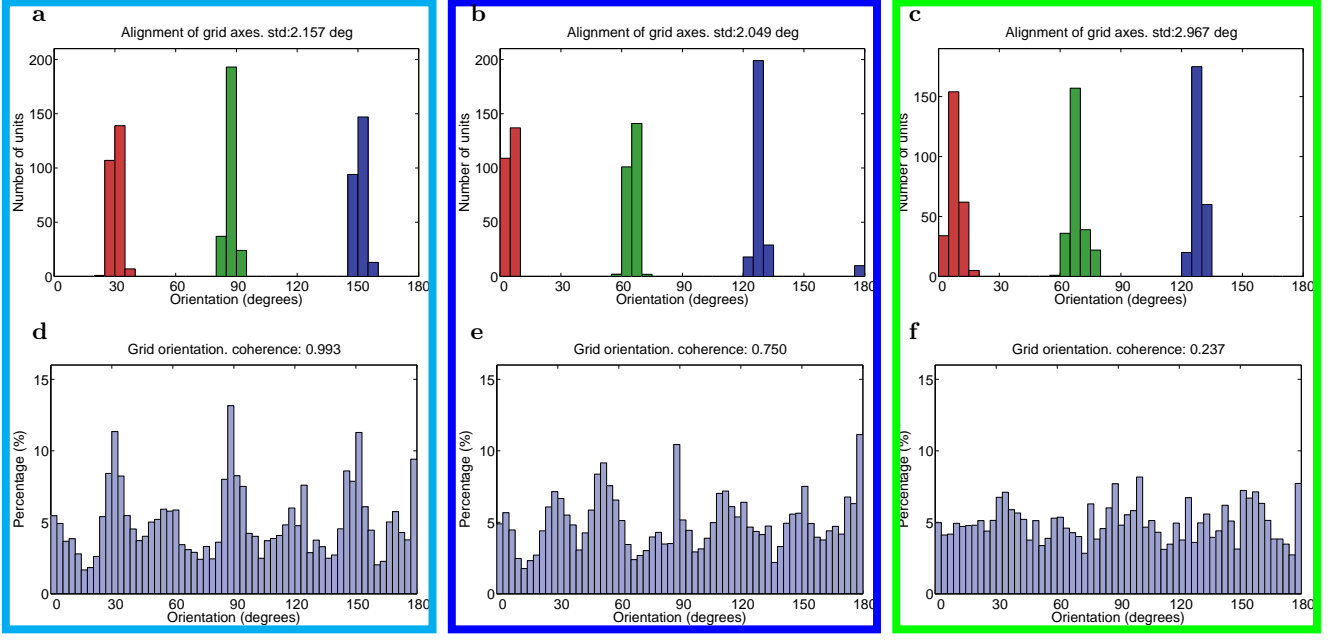 a
Alignment of grid axes. std:2.157 deg
Number of units
200
150
100
50
0
0 30 60 90 120 150 180
Orientation (degrees)
b
Alignment of grid axes. std:2.049 deg
Number of units
200
150
100
50
0
0 30 60 90 120 150 180
Orientation (degrees)
c
Alignment of grid axes. std:2.967 deg
Number of units
150
100
50
0
0 30 60 90 120 150 180
Orientation (degrees)
d
Grid orientation. coherence: 0.993
Percentage (%)
15
10
5
0
0 30 60 90 120 150 180
Orientation (degrees)
e
Grid orientation. coherence: 0.750
Percentage (%)
15
10
5
0
0 30 60 90 120 150 180
Orientation (degrees)
f
Grid orientation. coherence: 0.237
Percentage (%)
15
10
5
0
0 30 60 90 120 150 180
Orientation (degrees)